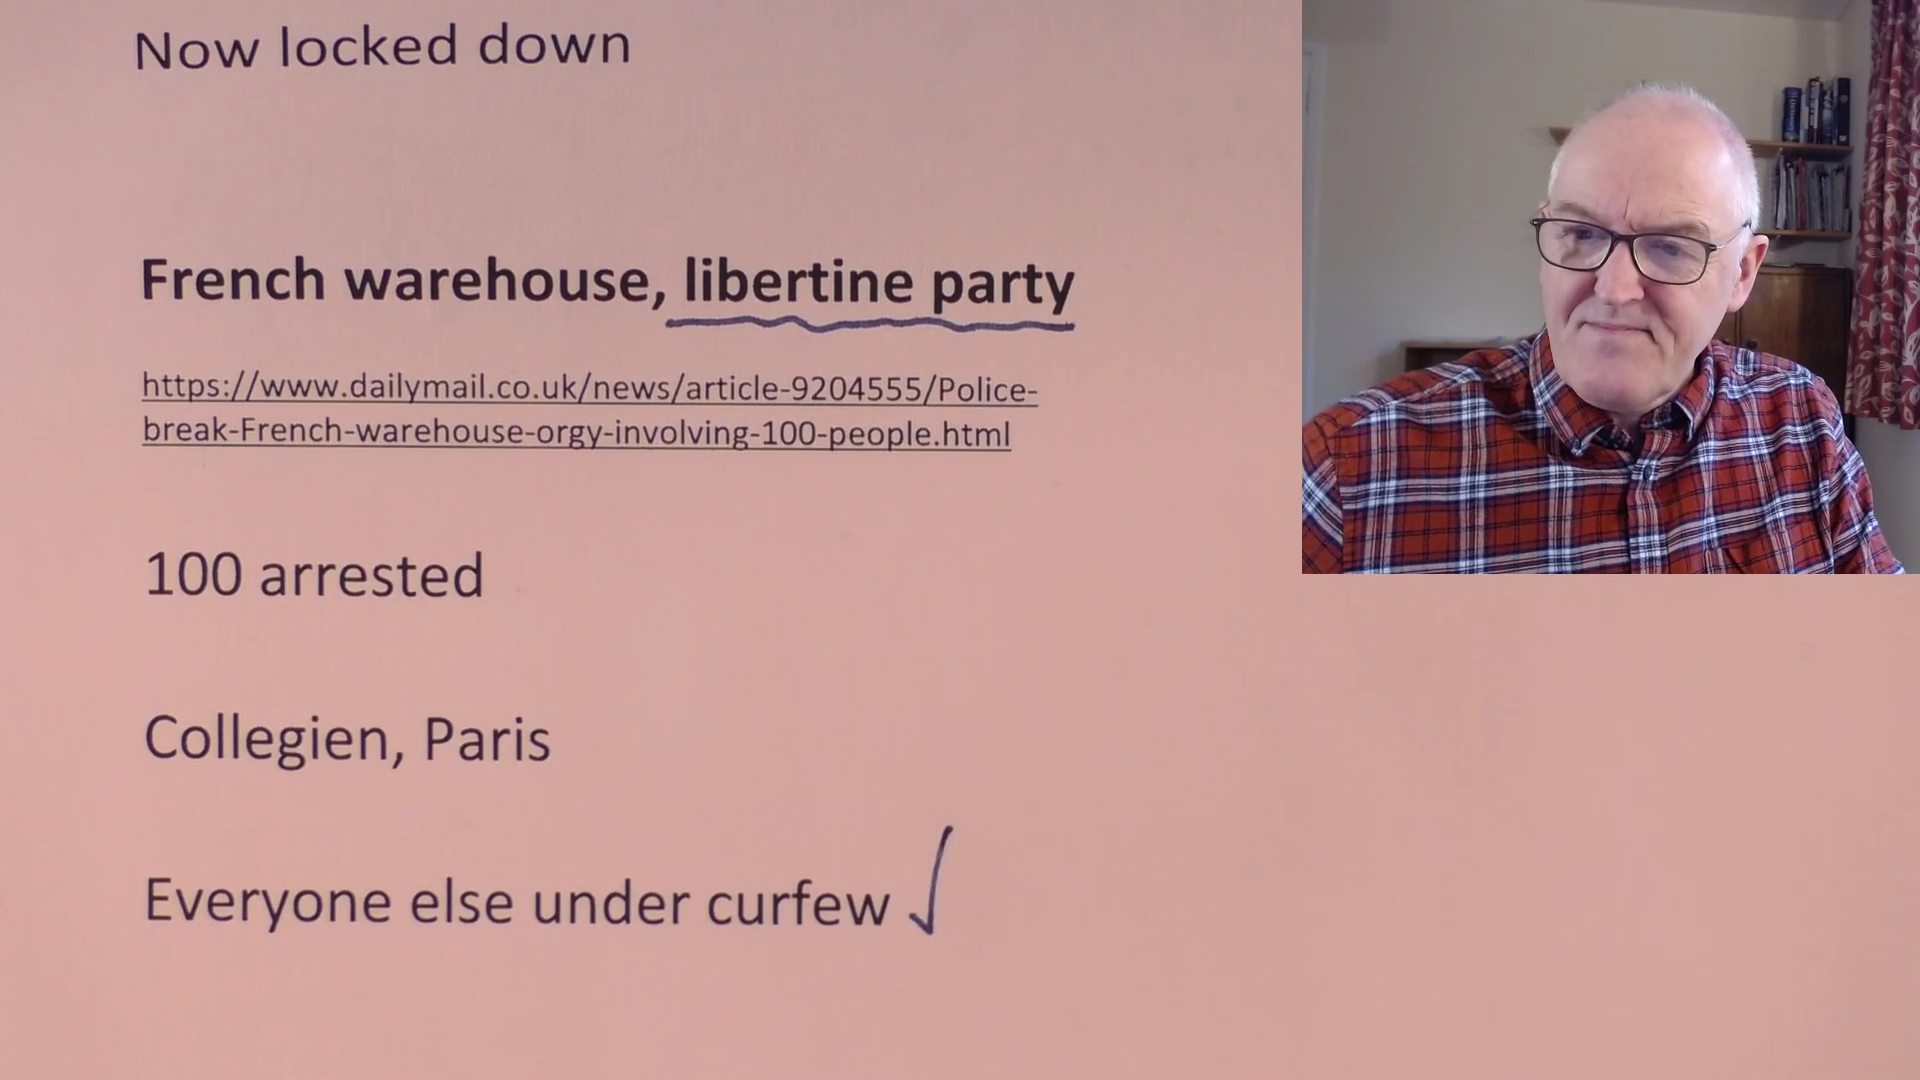 Now locked down
French warehouse, libertine party
https://www.dailymail.co.uk/news/article-9204555/Police-
break-French-warehouse-orgy-involving-100-people.html
100 arrested
Collegien, Paris
Everyone else under curfew